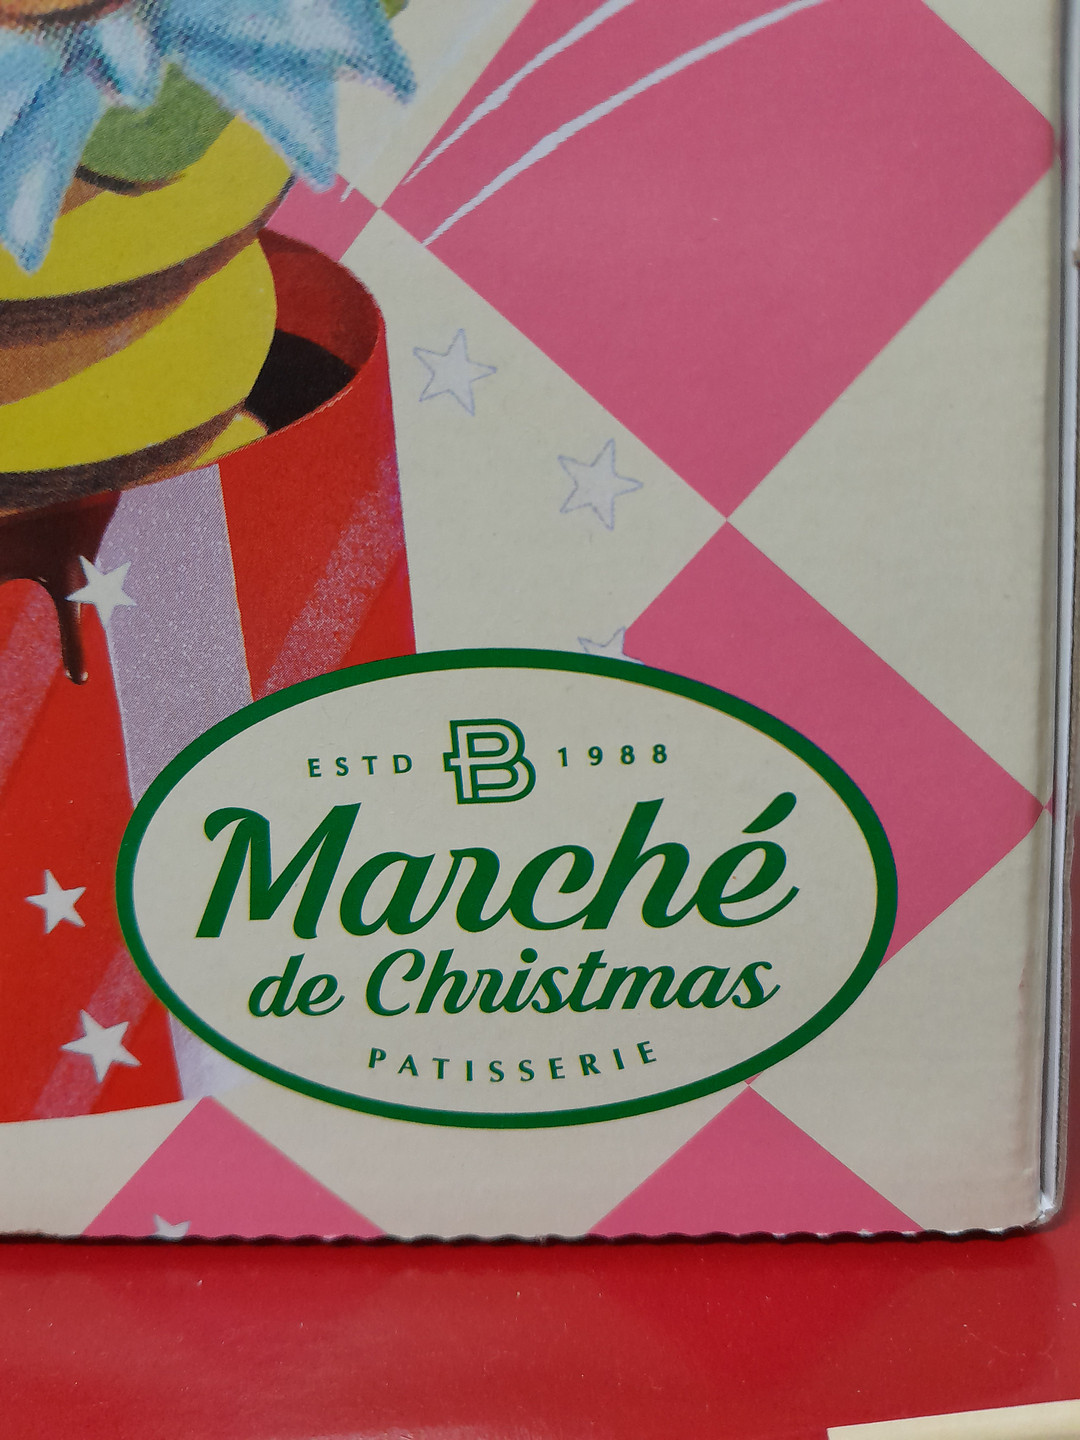 ESTD B 1988
Marché
de Christmas
PATISSERIE